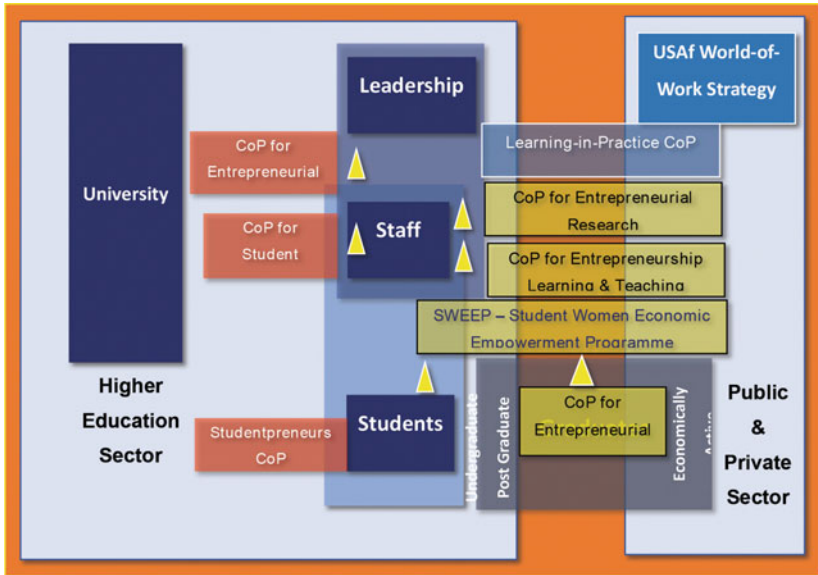 USAf World-of-
Work Strategy
Leadership
Learning-in-Practice CoP
CoP for
Entrepreneurial
University
CoP for Entrepreneurial
Research
CoP for
Student
Staff
CoP for Entrepreneurship
Learning & Teaching
SWEEP – Student Women Economic
Empowerment Programme
Higher
Education
Sector
Studentpreneurs
CoP
Students
Undergraduate
Post Graduate
CoP for
Entrepreneurial
Economically
Active
Public
&
Private
Sector